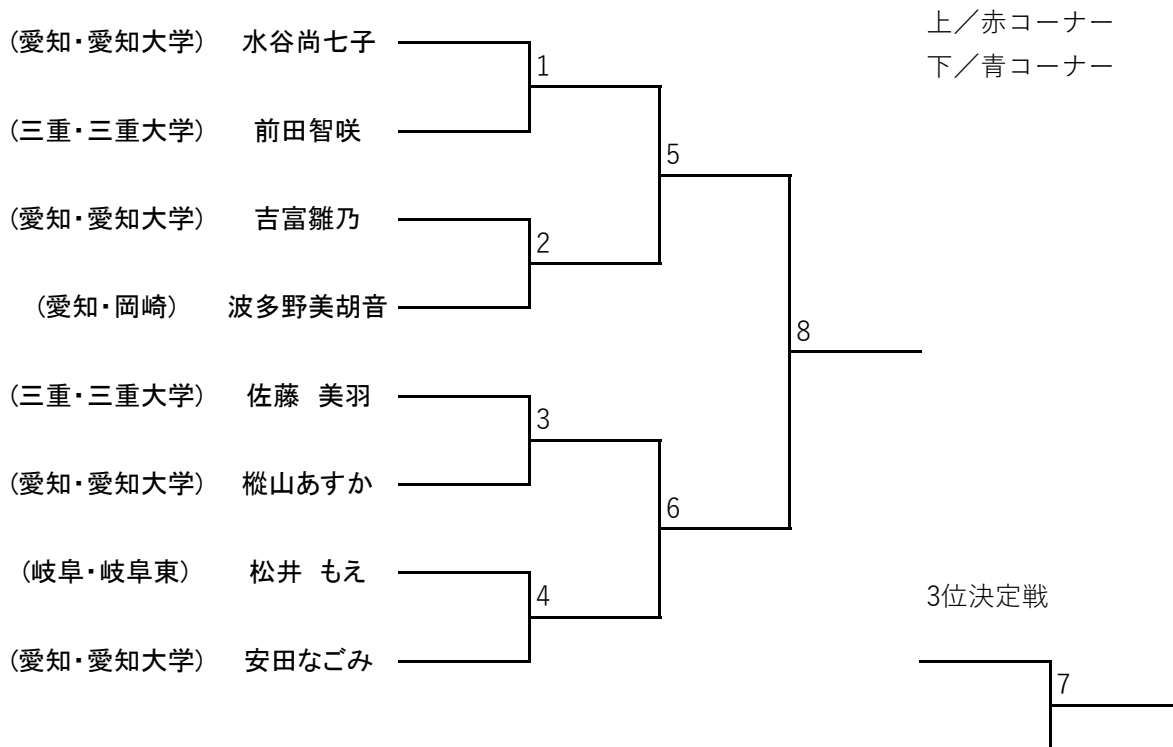 上／赤コーナー
(愛知・愛知大学) 水谷尚七子
下／青コーナー
1
(三重・三重大学) 前田智咲
5
(愛知・愛知大学) 吉富雛乃
2
(愛知・岡崎) 波多野美胡音
8
(三重・三重大学) 佐藤 美羽
3
(愛知・愛知大学) 樅山あすか
6
(岐阜・岐阜東) 松井 もえ
4
3位決定戦
(愛知・愛知大学) 安田なごみ
7